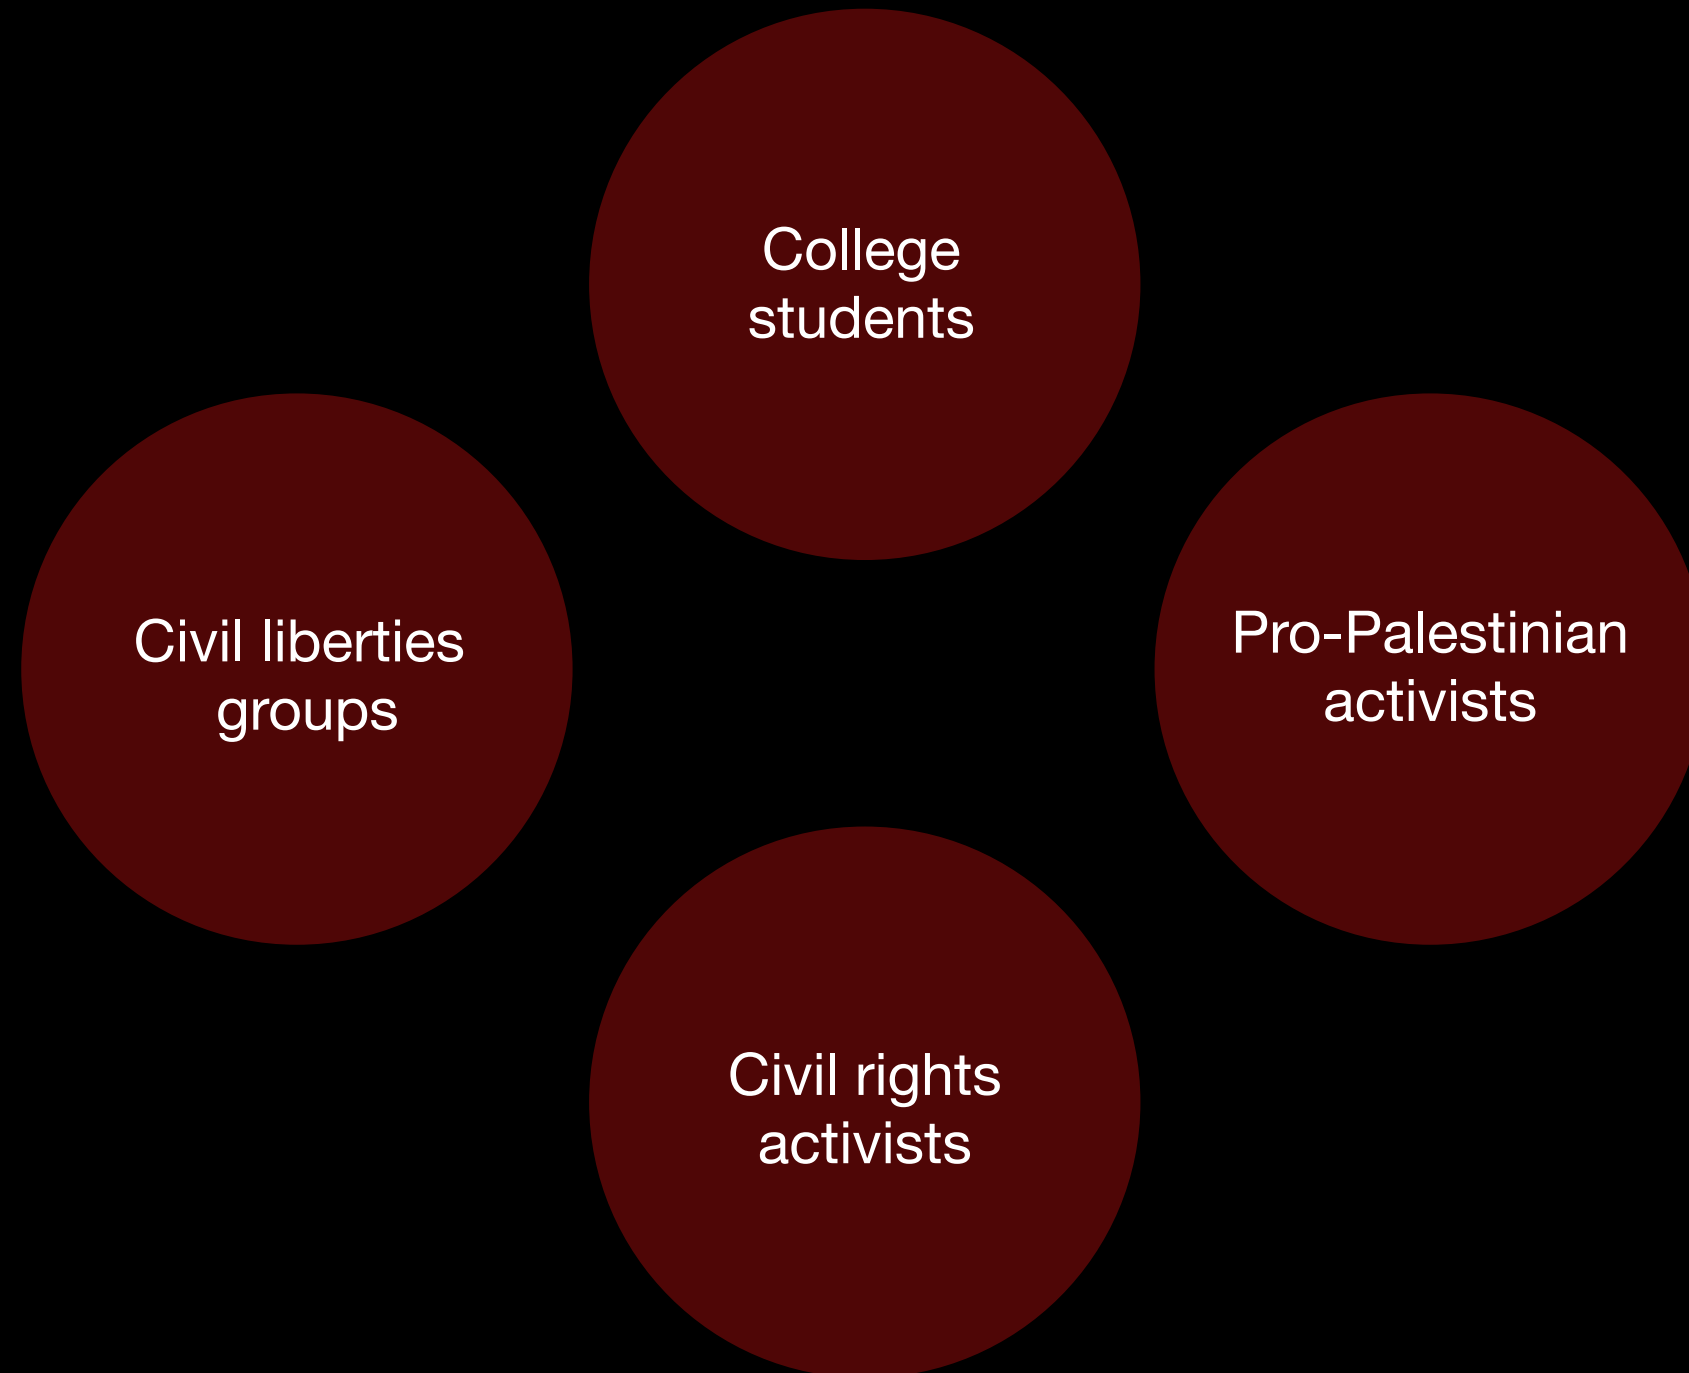 College
students
Civil liberties
groups
Pro-Palestinian
activists
Civil rights
activists